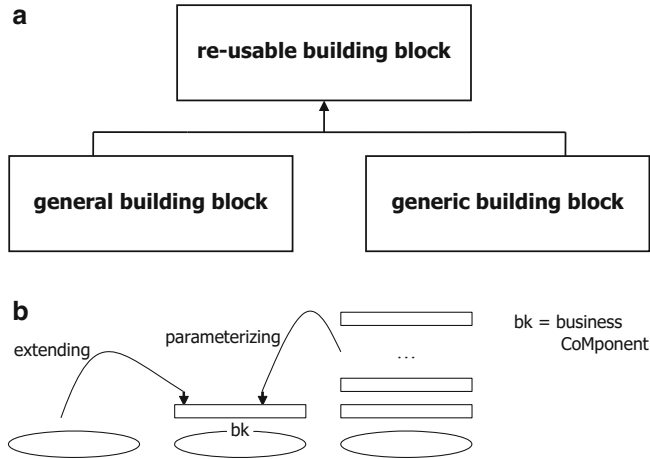 a
re-usable building block
general building block
generic building block
b
extending
parameterizing
...
bk = business
CoMponent
bk